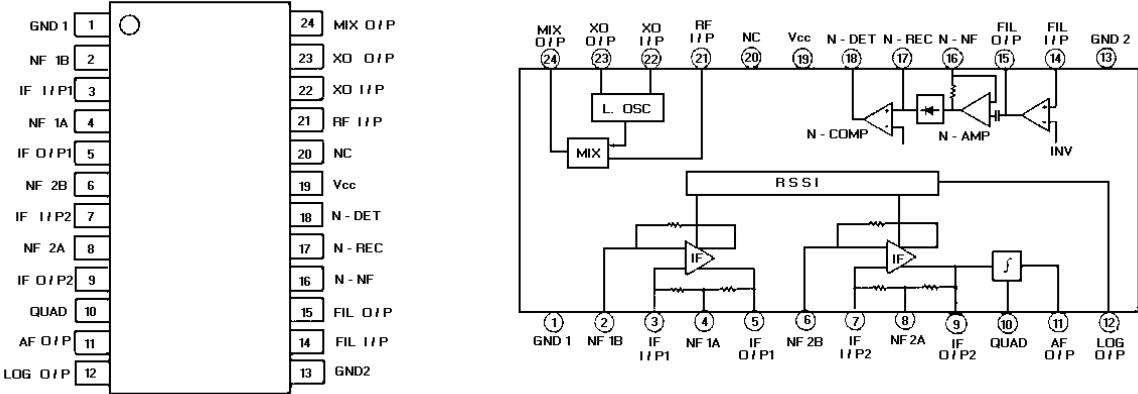 GND 1 1 24 MIX O/P
NF 1B 2 23 XO O/P
IF I/P1 3 22 XO I/P
NF 1A 4 21 RF I/P
IF O/P1 5 20 NC
NF 2B 6 19 Vcc
IF I/P2 7 18 N - DET
NF 2A 8 17 N - REC
IF O/P2 9 16 N - NF
QUAD 10 15 FIL O/P
AF O/P 11 14 FIL I/P
LOG O/P 12 13 GND2
MIX O/P XO O/P XO I/P RF I/P NC Vcc N - DET N - REC N - NF FIL O/P FIL I/P GND 2
24 23 22 21 20 19 18 17 16 15 14 13
L. OSC
MIX
N - COMP
N - AMP
INV
RSSI
IF
IF
∫
1 2 3 4 5 6 7 8 9 10 11 12
GND 1 NF 1B IF I/P1 NF 1A IF O/P1 NF 2B IF I/P2 NF 2A IF O/P2 QUAD AF O/P LOG O/P